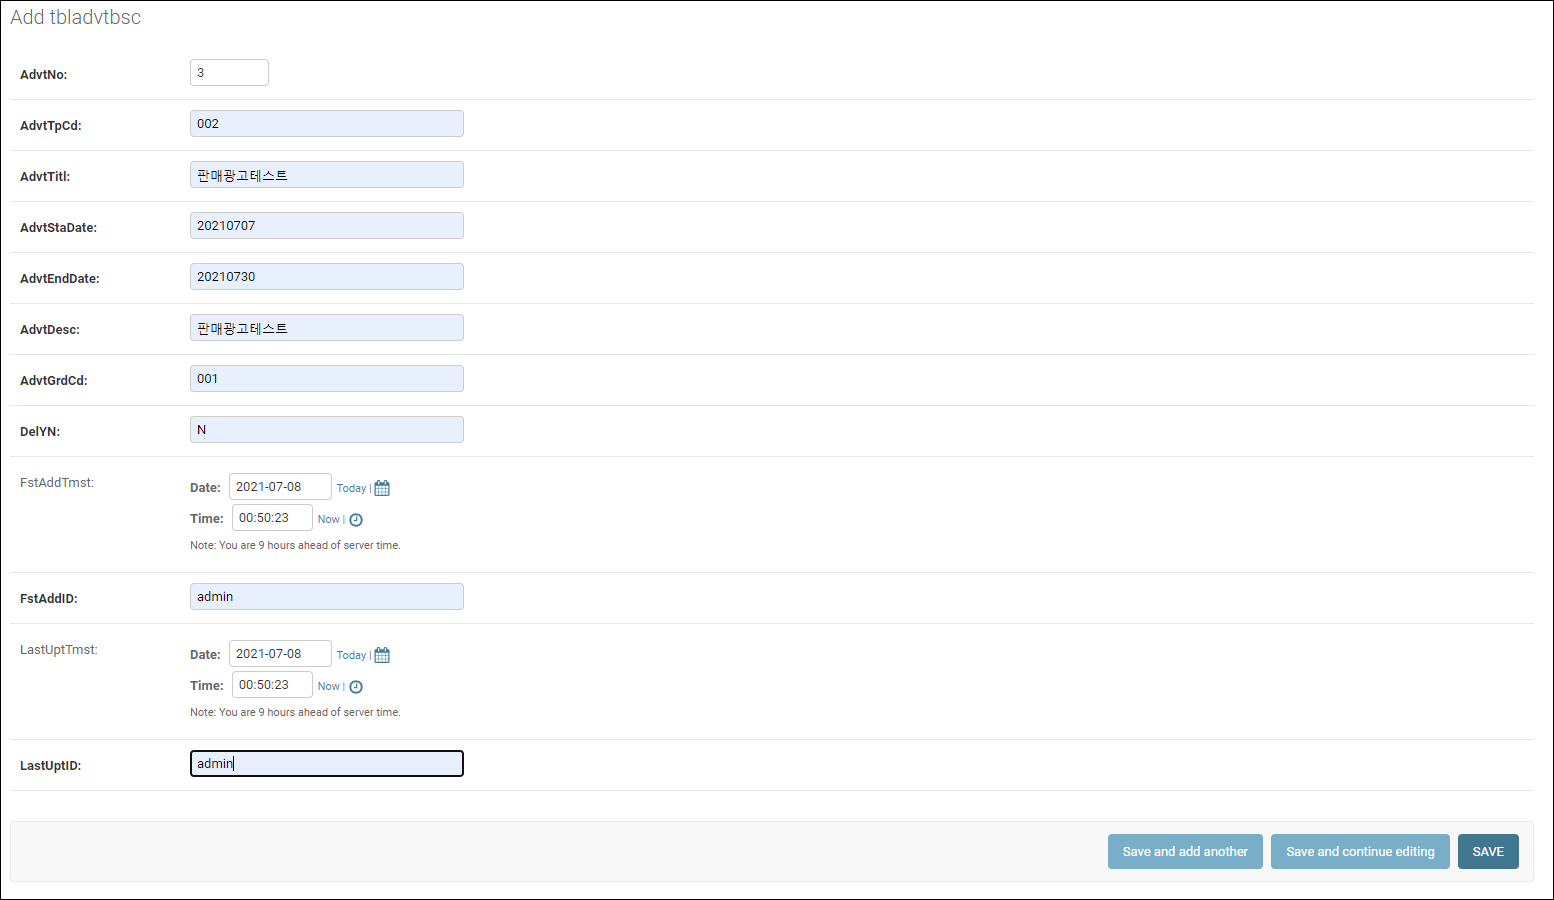 Add tbladvtbsc
AdvtNo: 3
AdvtTpCd: 002
AdvtTitl: 판매광고테스트
AdvtStaDate: 20210707
AdvtEndDate: 20210730
AdvtDesc: 판매광고테스트
AdvtGrdCd: 001
DelYN: N
FstAddTmst: Date: 2021-07-08 Today |
Time: 00:50:23 Now |
Note: You are 9 hours ahead of server time.
FstAddID: admin
LastUptTmst: Date: 2021-07-08 Today |
Time: 00:50:23 Now |
Note: You are 9 hours ahead of server time.
LastUptID: admin
Save and add another Save and continue editing SAVE